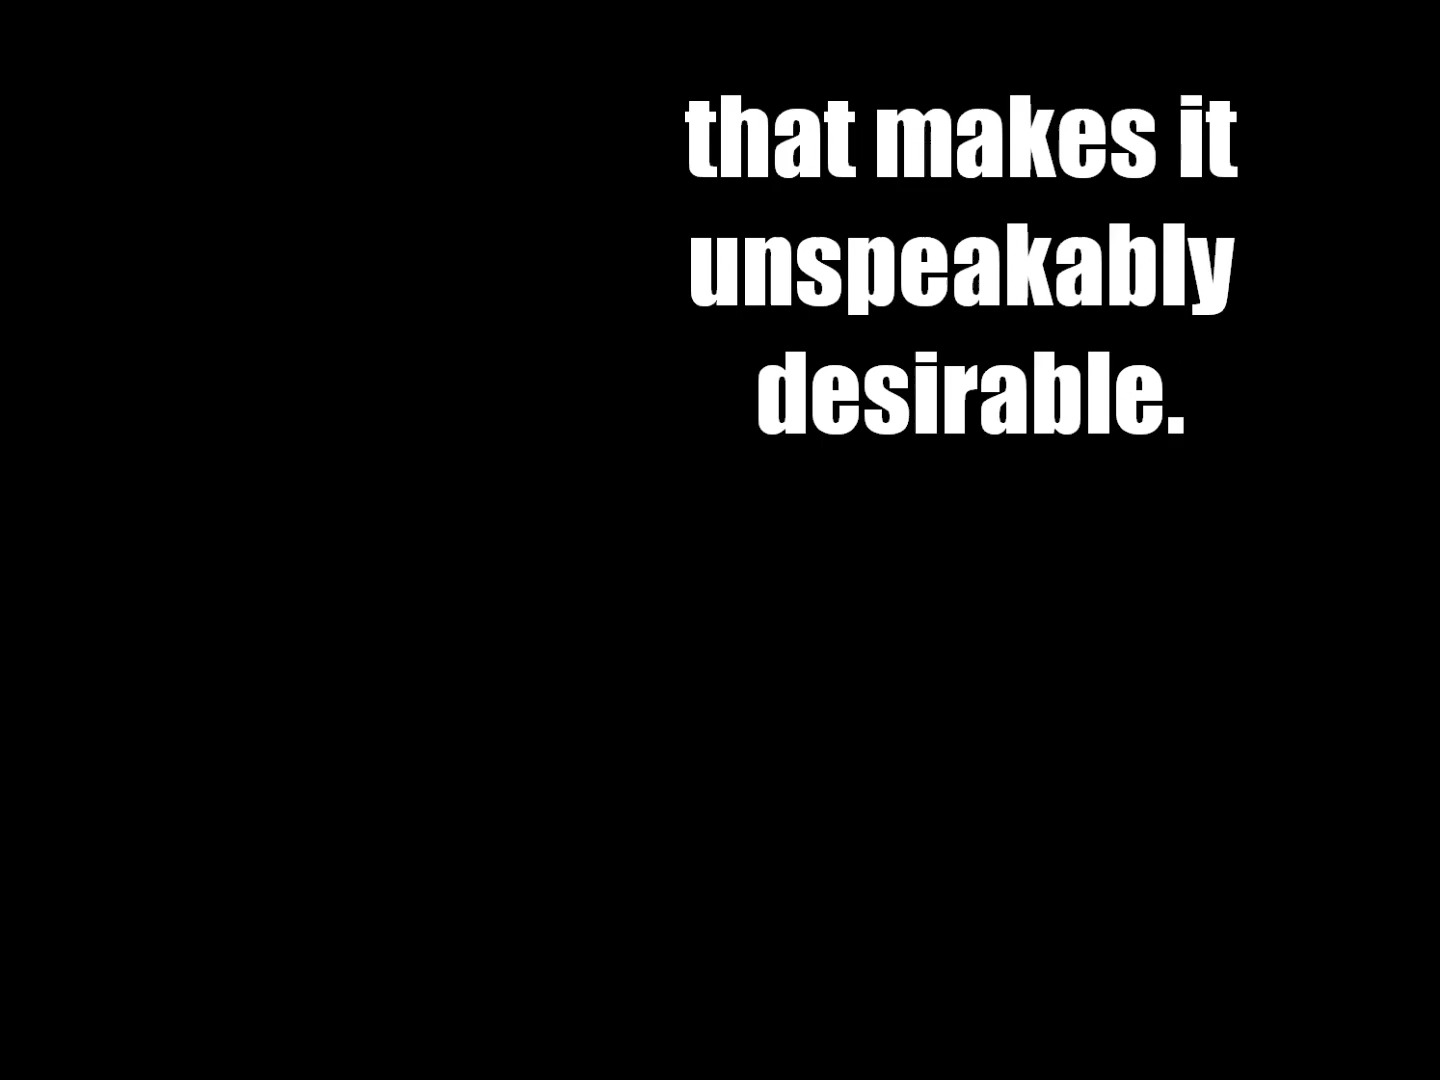 that makes it
unspeakably
desirable.